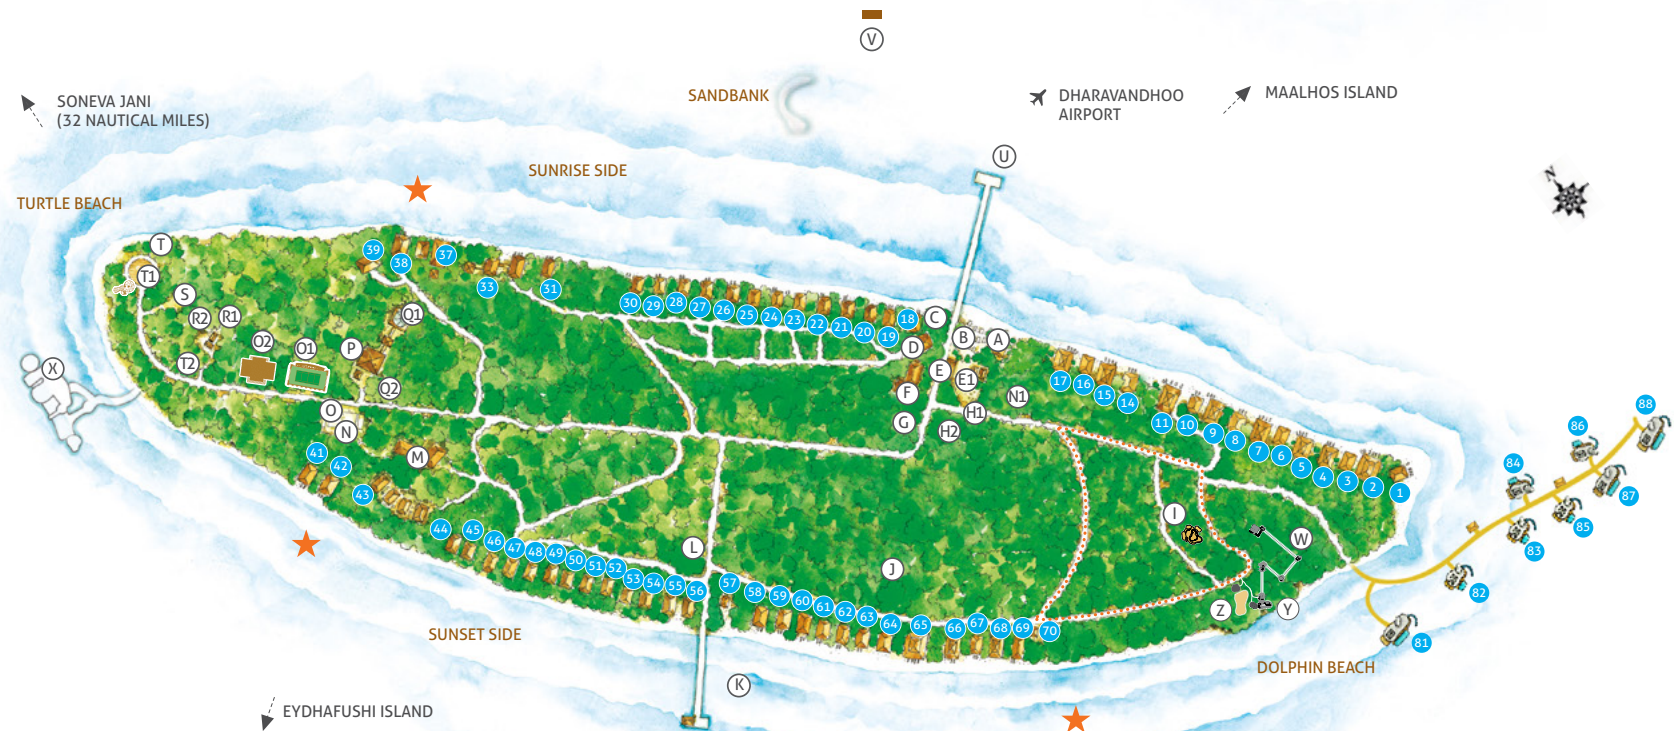 V
SONEVA JANI
(32 NAUTICAL MILES)
SANDBANK
DHARAVANDHOO
AIRPORT
MAALHOS ISLAND
U
SUNRISE SIDE
N
TURTLE BEACH
T
T1
39
38
37
33
31
S
R2
R1
Q1
30
29
28
27
26
25
24
23
22
21
20
19
18
C
B
A
D
O2
O1
P
T2
Q2
X
E
E1
F
G
H1
H2
N1
17
16
15
14
11
10
9
8
7
6
5
4
3
2
1
88
86
84
87
85
83
82
81
O
N
M
41
42
43
44
45
46
47
48
49
50
51
52
53
54
55
56
L
57
58
59
60
61
62
63
64
65
66
67
68
69
70
J
I
W
Z
Y
SUNSET SIDE
DOLPHIN BEACH
K
EYDHAFUSHI ISLAND